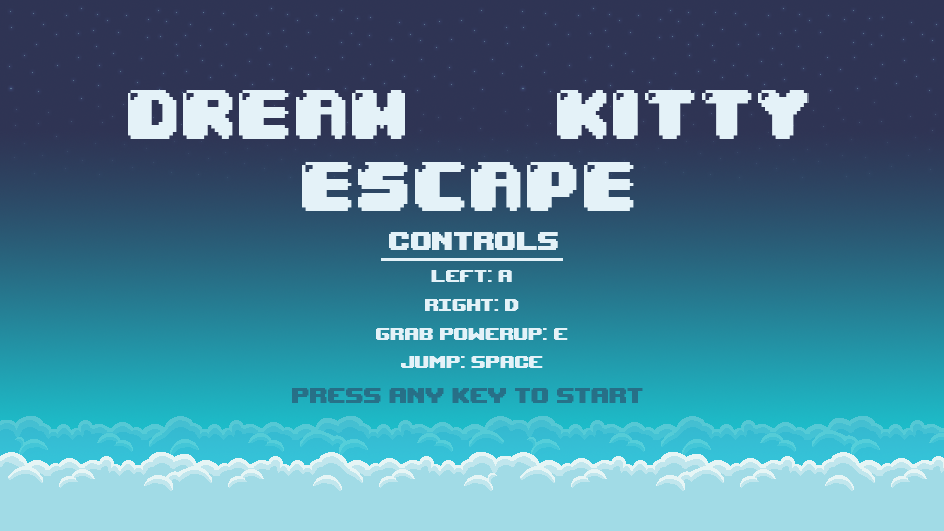 DREAM KITTY
ESCAPE
CONTROLS
LEFT: A
RIGHT: D
GRAB POWERUP: E
JUMP: SPACE
PRESS ANY KEY TO START